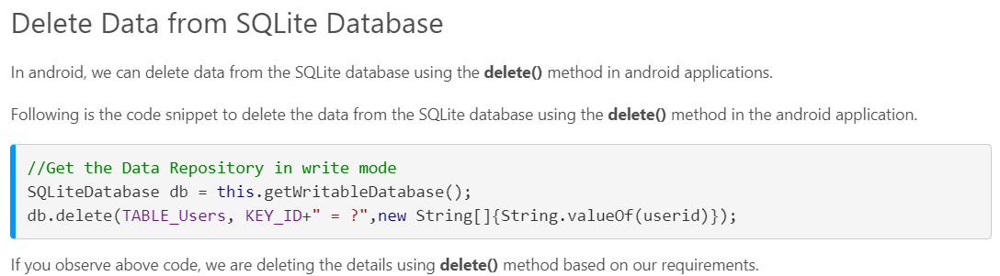 Delete Data from SQLite Database
In android, we can delete data from the SQLite database using the delete() method in android applications.
Following is the code snippet to delete the data from the SQLite database using the delete() method in the android application.
//Get the Data Repository in write mode
SQLiteDatabase db = this.getWritableDatabase();
db.delete(TABLE_Users, KEY_ID+" = ?",new String[]{String.valueOf(userid)});
If you observe above code, we are deleting the details using delete() method based on our requirements.